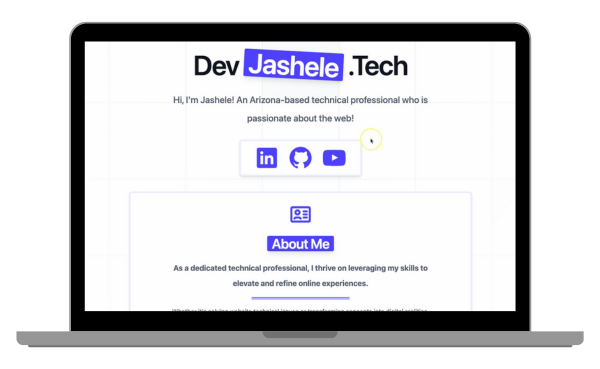 Dev Jashele .Tech
Hi, I'm Jashele! An Arizona-based technical professional who is
passionate about the web!
in
About Me
As a dedicated technical professional, I thrive on leveraging my skills to
elevate and refine online experiences.